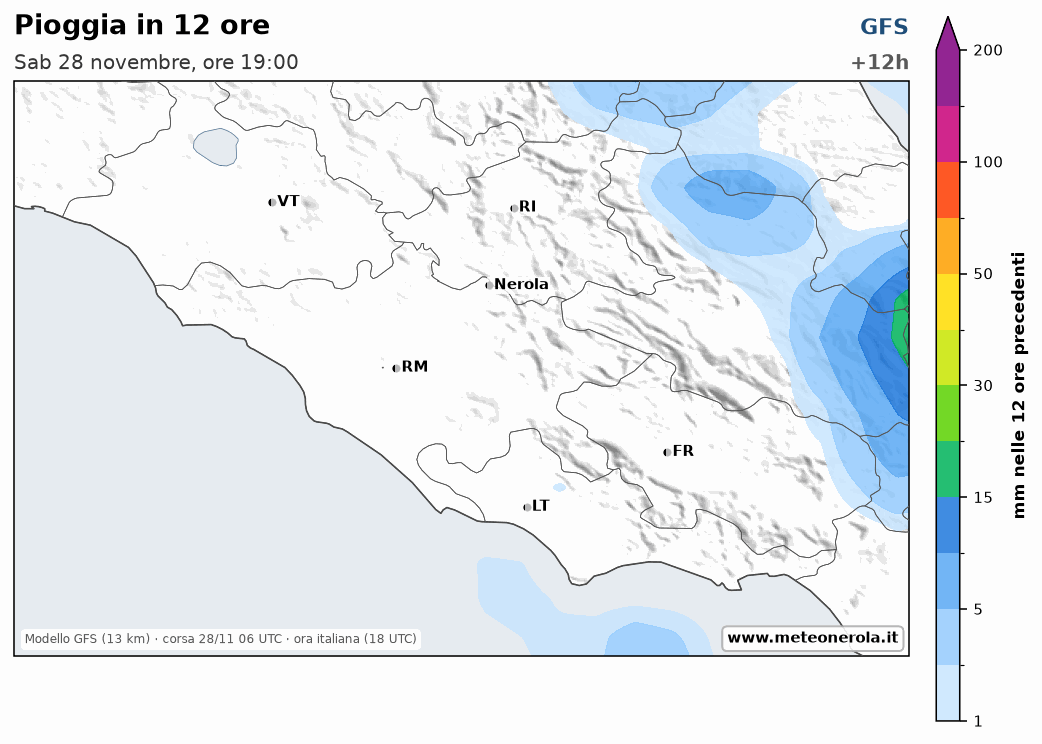 Pioggia in 12 ore
GFS
Sab 28 novembre, ore 19:00
+12h
200
100
50
30
15
5
1
mm nelle 12 ore precedenti
VT
RI
Nerola
RM
FR
LT
Modello GFS (13 km) · corsa 28/11 06 UTC · ora italiana (18 UTC)
www.meteonerola.it